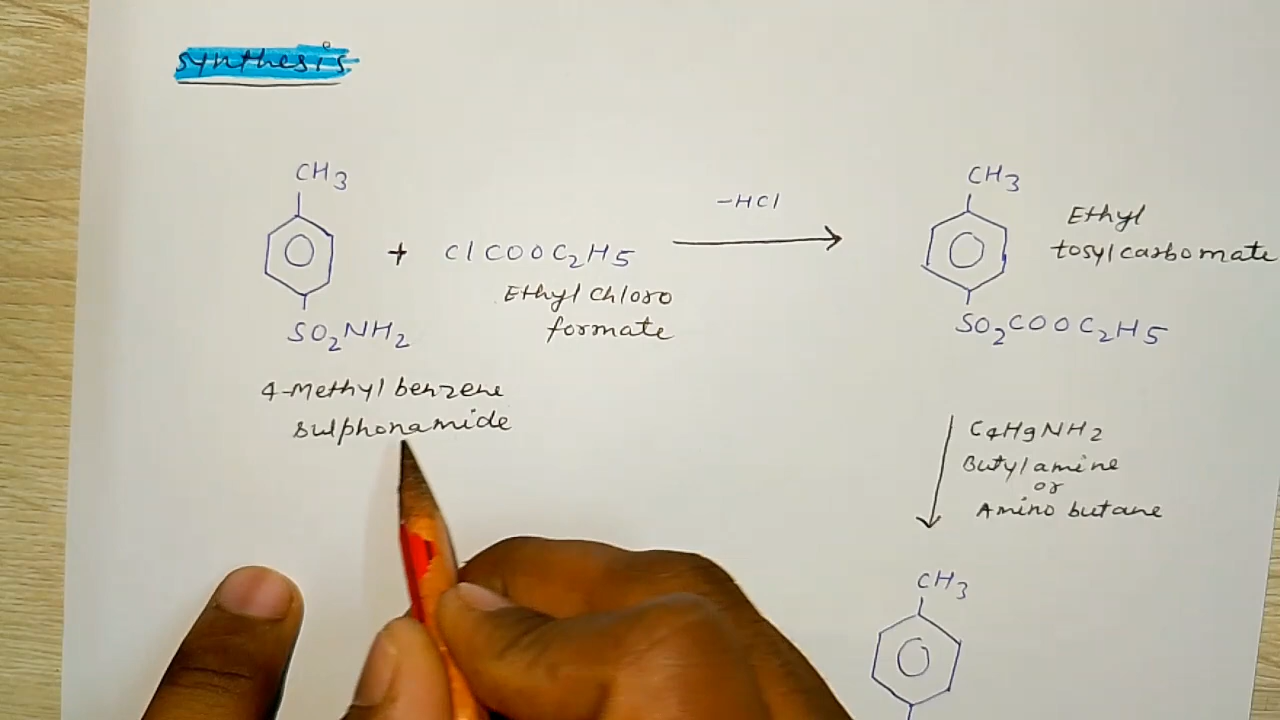 synthesis
CH3
CH3
-HCl
Ethyl
tosylcarbomate
+ ClCOOC2H5
Ethyl chloro
formate
SO2NH2
SO2COOC2H5
4-Methyl benzene
sulphonamide
C4H9NH2
Butylamine
or
Amino butane
CH3